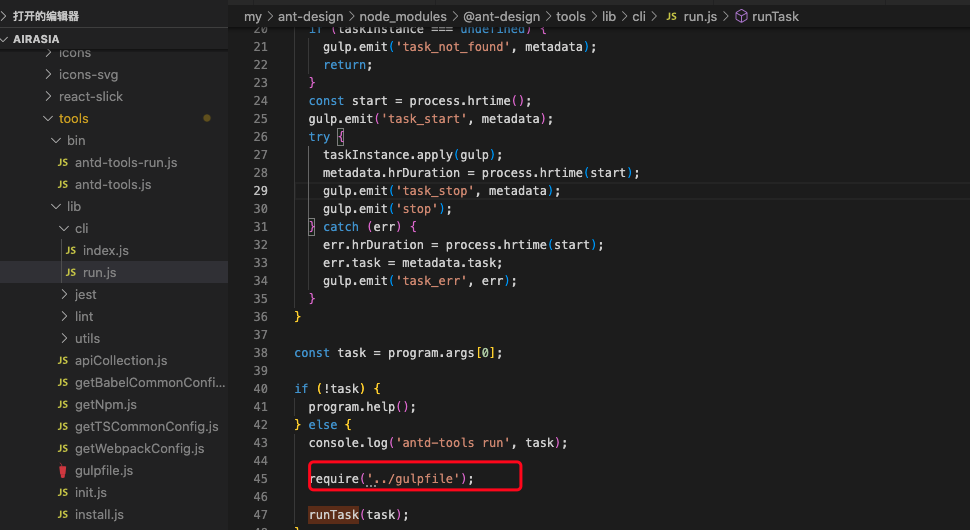 打开的编辑器
AIRASIA
icons
icons-svg
react-slick
tools
bin
JS antd-tools-run.js
JS antd-tools.js
lib
cli
JS index.js
JS run.js
jest
lint
utils
JS apiCollection.js
JS getBabelCommonConfi...
JS getNpm.js
JS getTSCommonConfig.js
JS getWebpackConfig.js
gulpfile.js
JS init.js
JS install.js
my > ant-design > node_modules > @ant-design > tools > lib > cli > JS run.js > runTask
20 if (taskInstance === undefined) {
21 gulp.emit('task_not_found', metadata);
22 return;
23 }
24 const start = process.hrtime();
25 gulp.emit('task_start', metadata);
26 try {
27 taskInstance.apply(gulp);
28 metadata.hrDuration = process.hrtime(start);
29 gulp.emit('task_stop', metadata);
30 gulp.emit('stop');
31 } catch (err) {
32 err.hrDuration = process.hrtime(start);
33 err.task = metadata.task;
34 gulp.emit('task_err', err);
35 }
36 }
37
38 const task = program.args[0];
39
40 if (!task) {
41 program.help();
42 } else {
43 console.log('antd-tools run', task);
44
45 require('../gulpfile');
46
47 runTask(task);
48 }